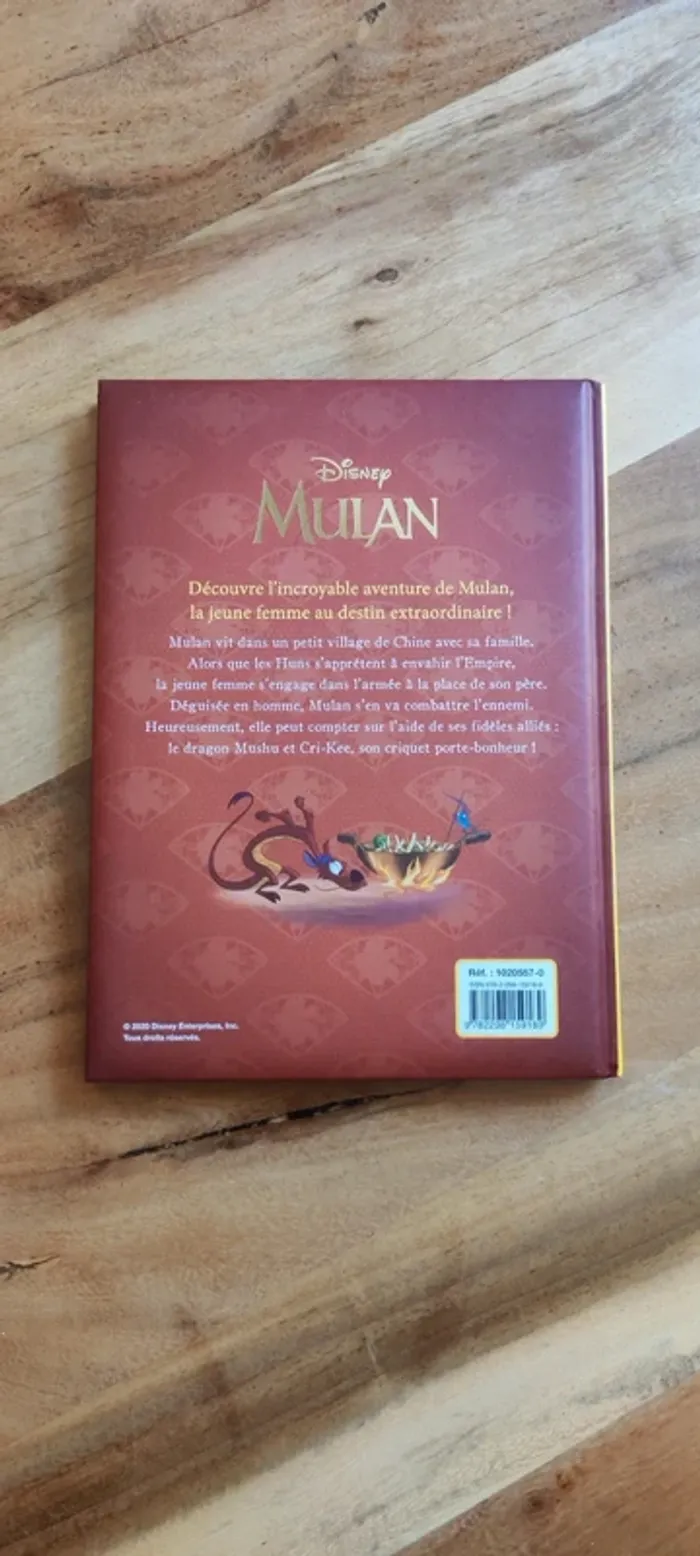 Disney
MULAN
Découvre l'incroyable aventure de Mulan,
la jeune femme au destin extraordinaire !
Mulan vit dans un petit village de Chine avec sa famille.
Alors que les Huns s'apprêtent à envahir l'Empire,
la jeune femme s'engage dans l'armée à la place de son père.
Déguisée en homme, Mulan s'en va combattre l'ennemi.
Heureusement, elle peut compter sur l'aide de ses fidèles alliés :
le dragon Mushu et Cri-Kee, son criquet porte-bonheur !
Réf. : 1020557-0
ISBN
© 2020 Disney Enterprises, Inc.
Tous droits réservés.